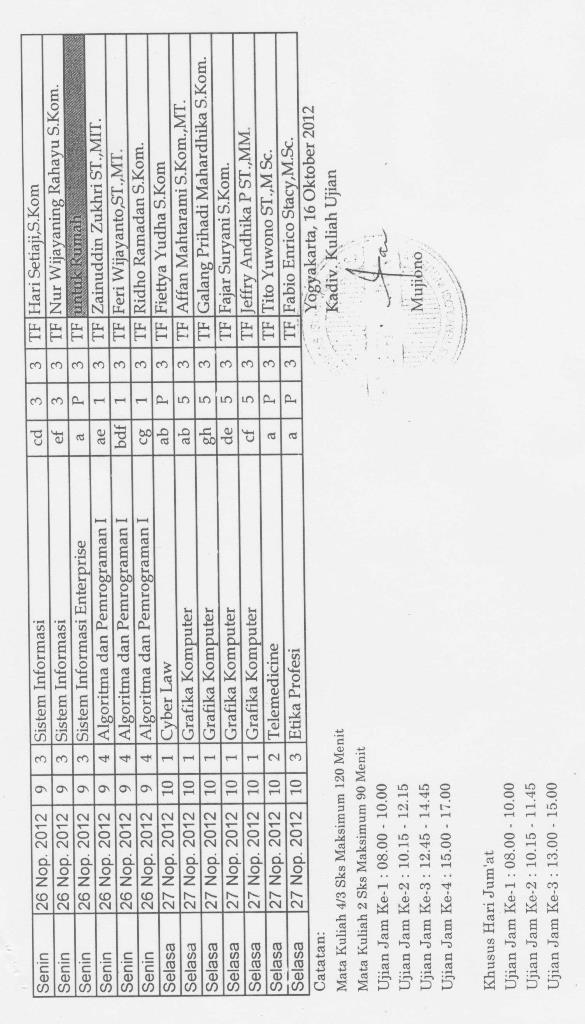 Senin 26 Nop. 2012 9 3 Sistem Informasi cd 3 3 TF Hari Setiaji,S.Kom
Senin 26 Nop. 2012 9 3 Sistem Informasi ef 3 3 TF Nur Wijayaning Rahayu S.Kom.
Senin 26 Nop. 2012 9 3 Sistem Informasi Enterprise a P 3 TF untuk Rumah
Senin 26 Nop. 2012 9 4 Algoritma dan Pemrograman I ae 1 3 TF Zainuddin Zukhri ST.,MIT.
Senin 26 Nop. 2012 9 4 Algoritma dan Pemrograman I bdf 1 3 TF Feri Wijayanto,ST.,MT.
Senin 26 Nop. 2012 9 4 Algoritma dan Pemrograman I cg 1 3 TF Ridho Ramadan S.Kom.
Selasa 27 Nop. 2012 10 1 Cyber Law ab P 3 TF Fiettya Yudha S.Kom
Selasa 27 Nop. 2012 10 1 Grafika Komputer ab 5 3 TF Affan Mahtarami S.Kom.,MT.
Selasa 27 Nop. 2012 10 1 Grafika Komputer gh 5 3 TF Galang Prihadi Mahardhika S.Kom.
Selasa 27 Nop. 2012 10 1 Grafika Komputer de 5 3 TF Fajar Suryani S.Kom.
Selasa 27 Nop. 2012 10 1 Grafika Komputer cf 5 3 TF Jeffry Andhika P ST.,MM.
Selasa 27 Nop. 2012 10 2 Telemedicine a P 3 TF Tito Yuwono ST.,M Sc.
Selasa 27 Nop. 2012 10 3 Etika Profesi a P 3 TF Fabio Enrico Stacy,M.Sc.
Catatan:
Mata Kuliah 4/3 Sks Maksimum 120 Menit
Mata Kuliah 2 Sks Maksimum 90 Menit
Ujian Jam Ke-1 : 08.00 - 10.00
Ujian Jam Ke-2 : 10.15 - 12.15
Ujian Jam Ke-3 : 12.45 - 14.45
Ujian Jam Ke-4 : 15.00 - 17.00
Khusus Hari Jum'at
Ujian Jam Ke-1 : 08.00 - 10.00
Ujian Jam Ke-2 : 10.15 - 11.45
Ujian Jam Ke-3 : 13.00 - 15.00
Yogyakarta, 16 Oktober 2012
Kadiv. Kuliah Ujian
Mujiono